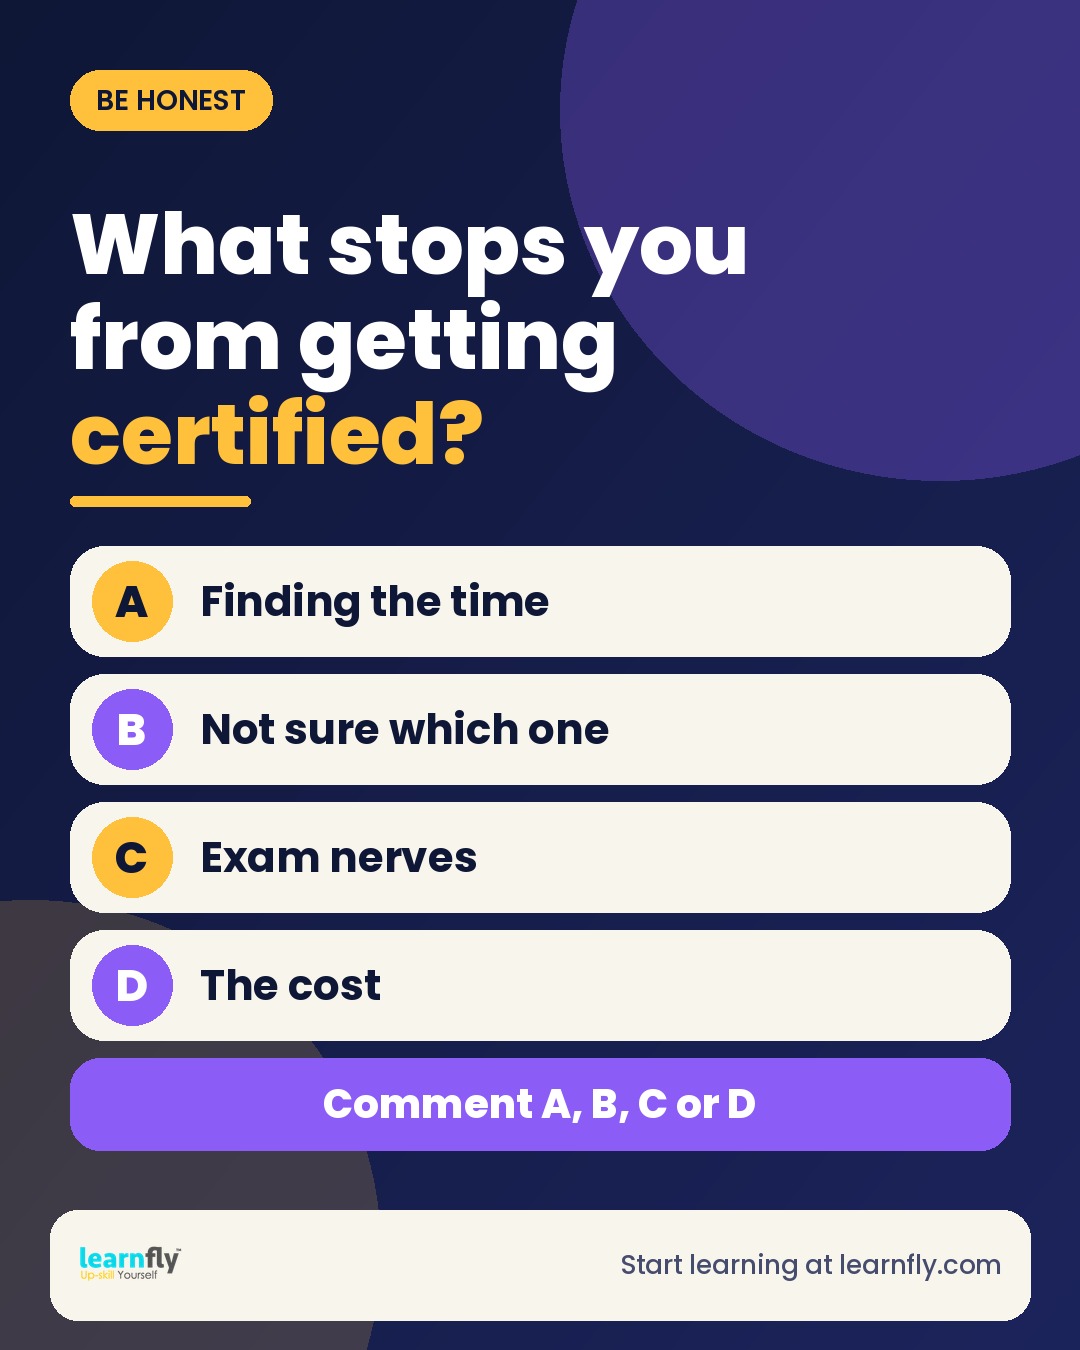 BE HONEST
What stops you
from getting
certified?
A Finding the time
B Not sure which one
C Exam nerves
D The cost
Comment A, B, C or D
learnfly™
Up-skill Yourself
Start learning at learnfly.com